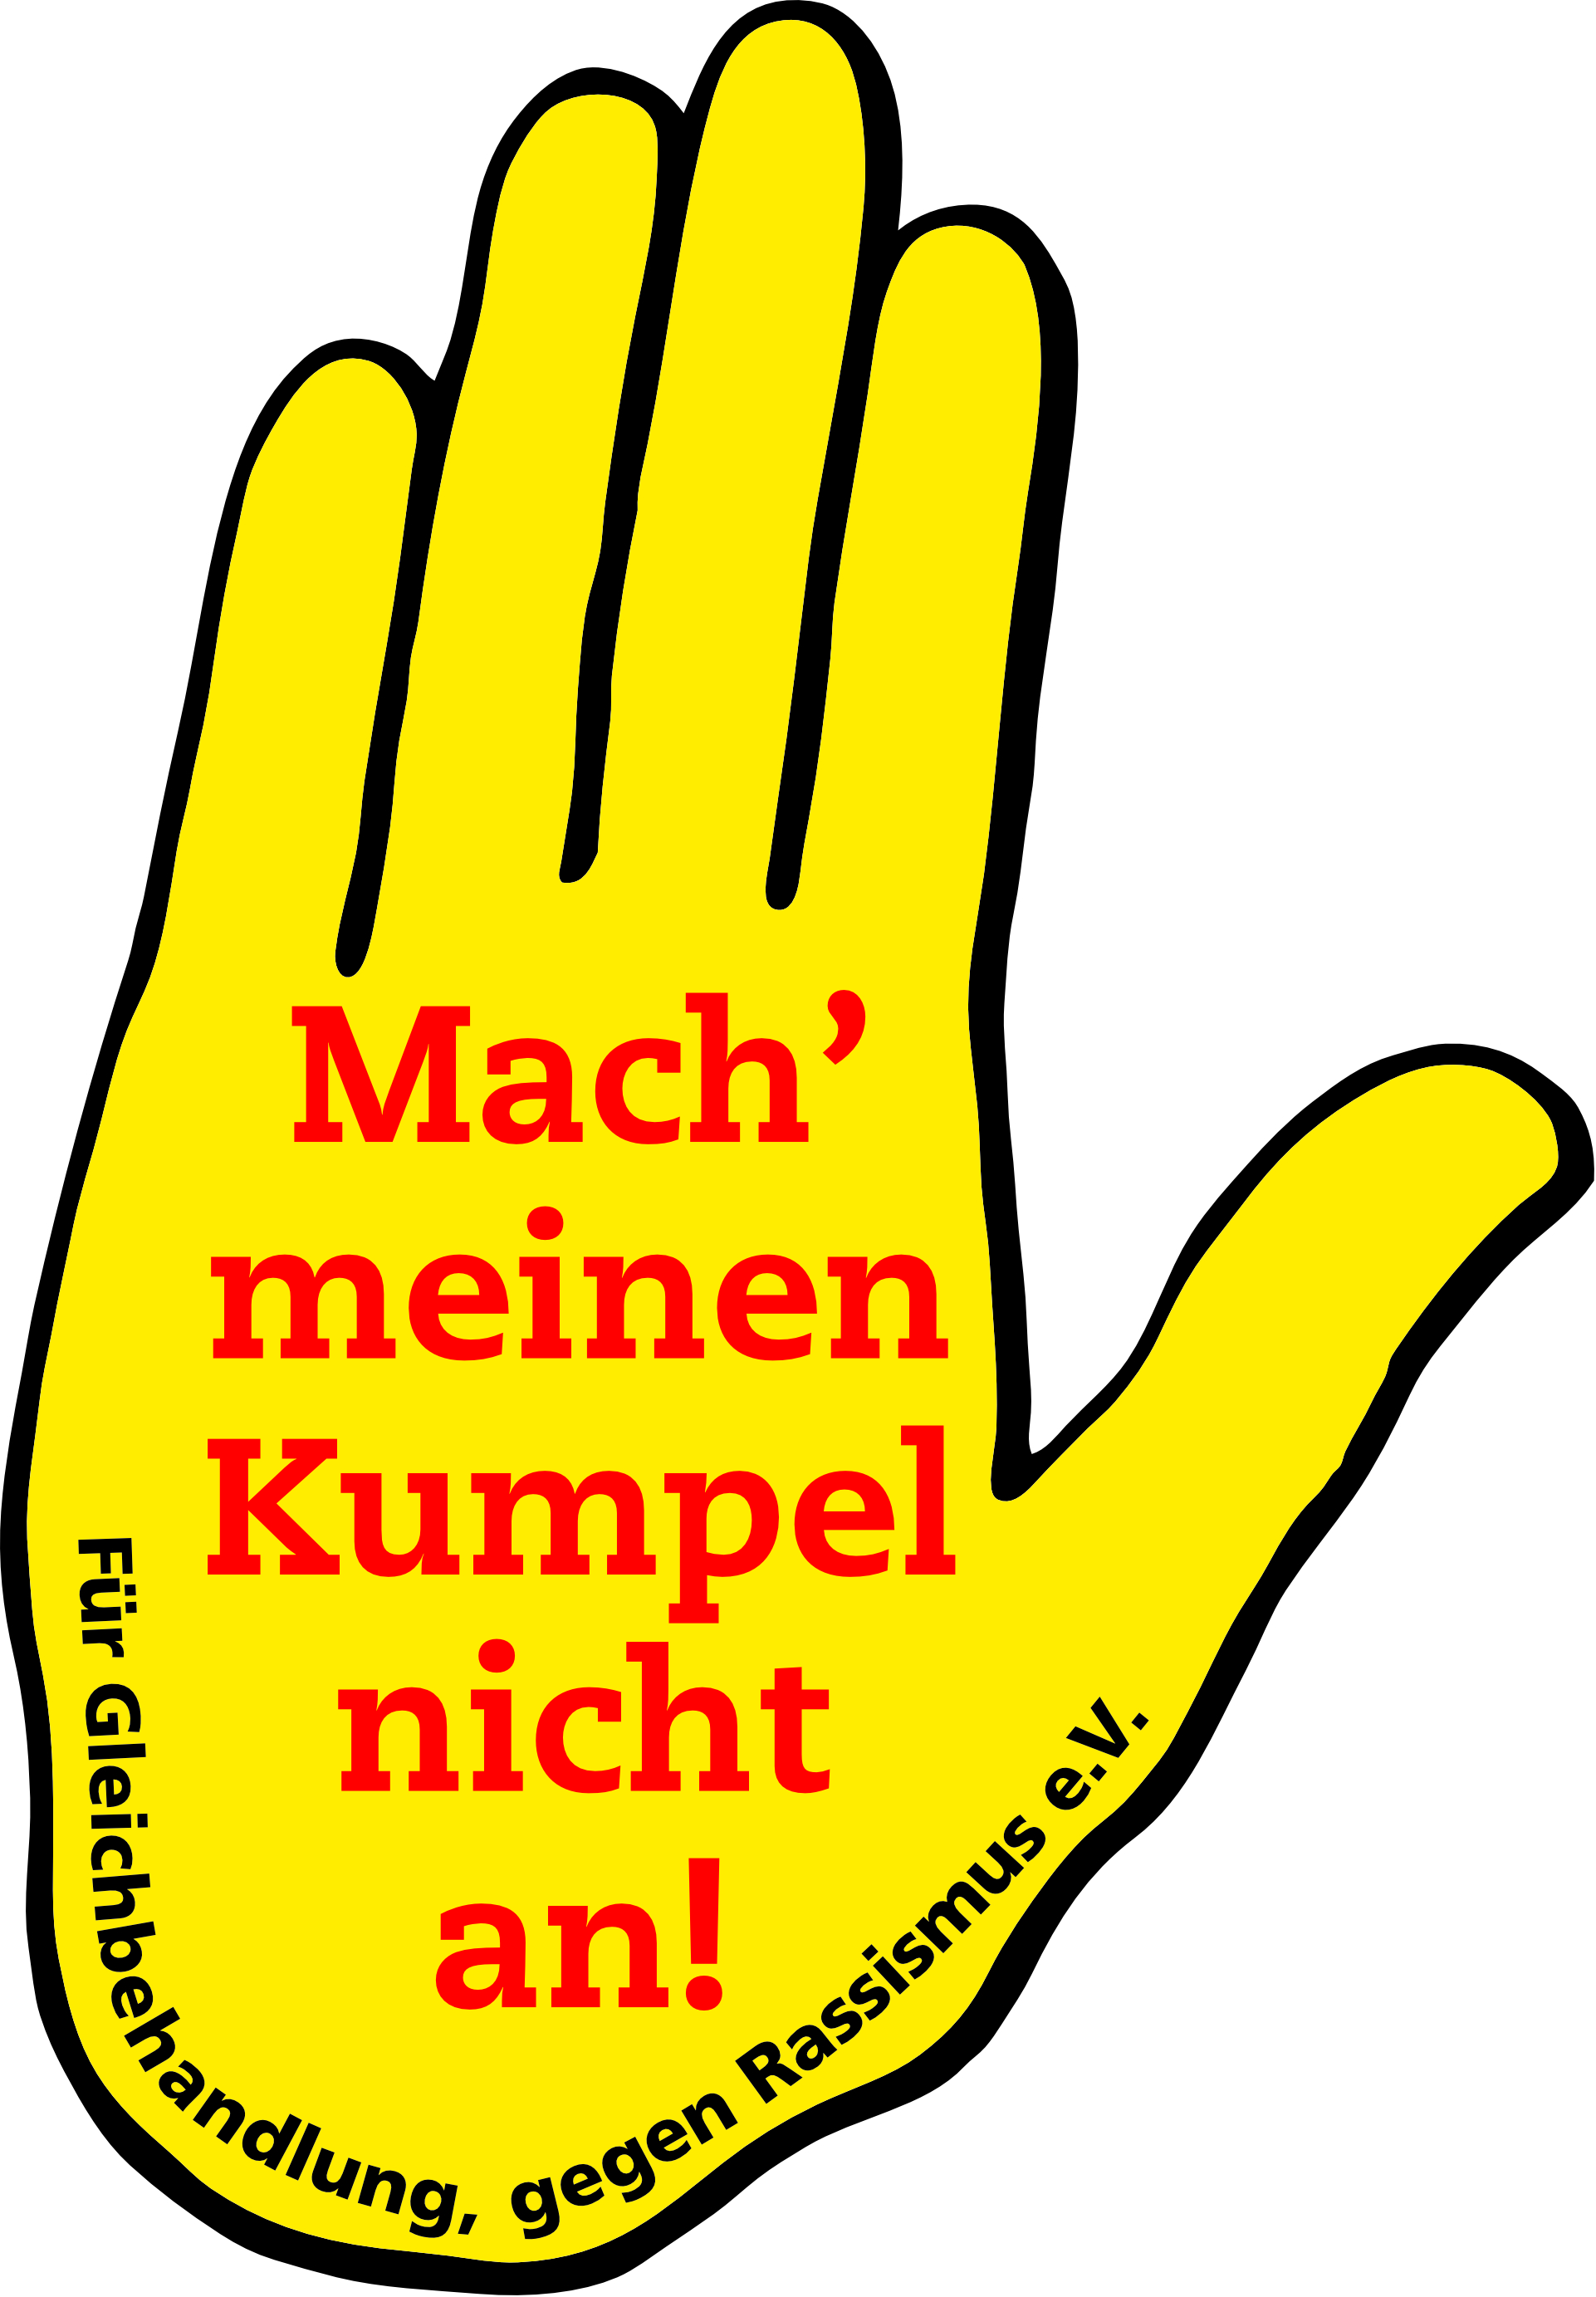 Mach’
meinen
Kumpel
nicht
an!
Für Gleichbehandlung, gegen Rassismus e.V.